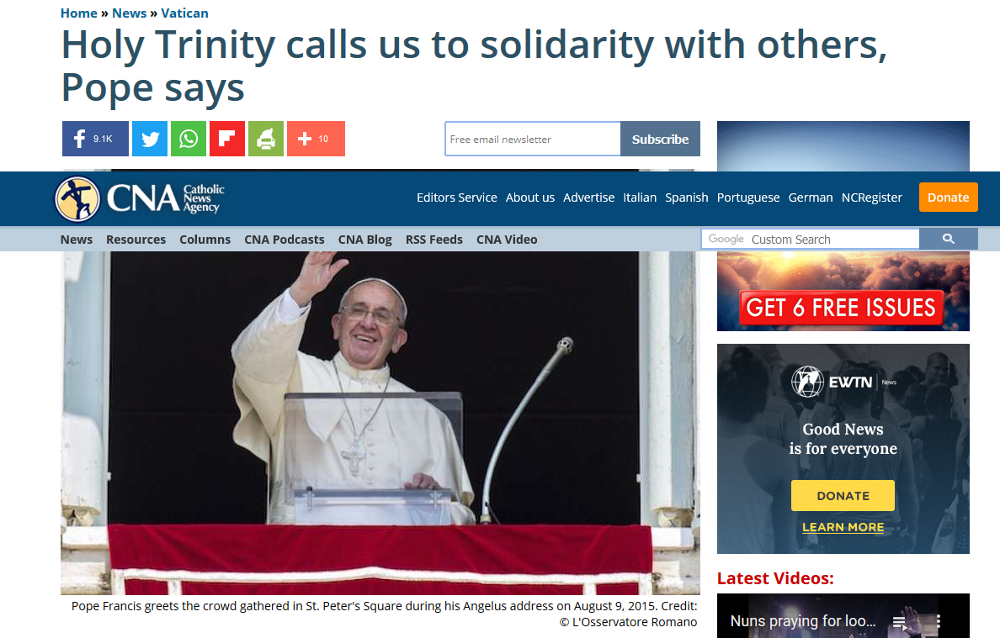 Home » News » Vatican
Holy Trinity calls us to solidarity with others,
Pope says
9.1K
10
Free email newsletter
Subscribe
CNA
Catholic
News
Agency
Editors Service
About us
Advertise
Italian
Spanish
Portuguese
German
NCRegister
Donate
News
Resources
Columns
CNA Podcasts
CNA Blog
RSS Feeds
CNA Video
Google Custom Search
GET 6 FREE ISSUES
EWTN News
Good News
is for everyone
DONATE
LEARN MORE
Pope Francis greets the crowd gathered in St. Peter's Square during his Angelus address on August 9, 2015. Credit:
© L'Osservatore Romano
Latest Videos:
Nuns praying for loo...